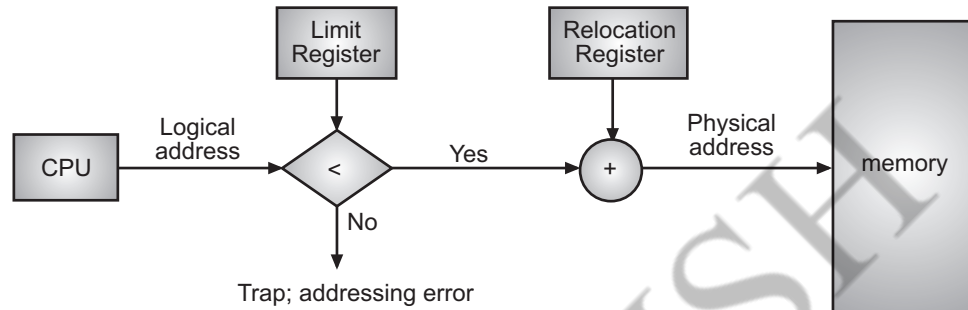 Limit
Register
Relocation
Register
CPU
Logical
address
<
Yes
+
Physical
address
memory
No
Trap; addressing error